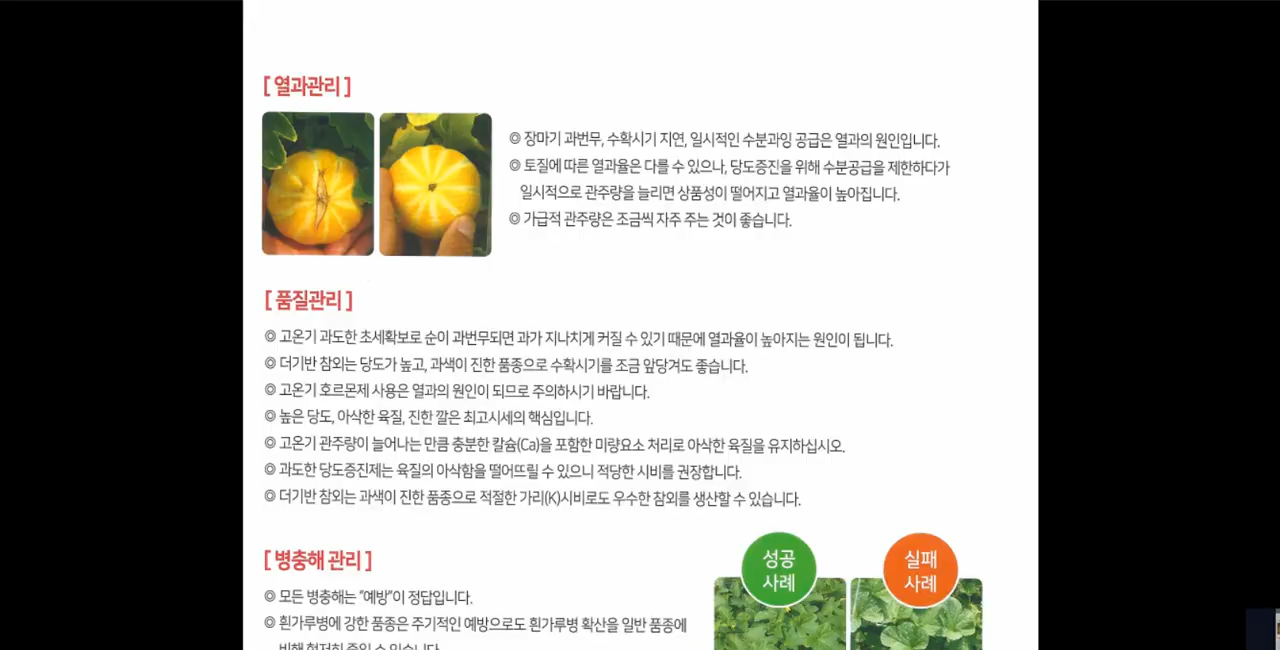 [ 열과관리 ]
◎ 장마기 과번무, 수확시기 지연, 일시적인 수분과잉 공급은 열과의 원인입니다.
◎ 토질에 따른 열과율은 다를 수 있으나, 당도증진을 위해 수분공급을 제한하다가
일시적으로 관주량을 늘리면 상품성이 떨어지고 열과율이 높아집니다.
◎ 가급적 관주량은 조금씩 자주 주는 것이 좋습니다.
[ 품질관리 ]
◎ 고온기 과도한 초세확보로 순이 과번무되면 과가 지나치게 커질 수 있기 때문에 열과율이 높아지는 원인이 됩니다.
◎ 더기반 참외는 당도가 높고, 과색이 진한 품종으로 수확시기를 조금 앞당겨도 좋습니다.
◎ 고온기 호르몬제 사용은 열과의 원인이 되므로 주의하시기 바랍니다.
◎ 높은 당도, 아삭한 육질, 진한 깔은 최고시세의 핵심입니다.
◎ 고온기 관주량이 늘어나는 만큼 충분한 칼슘(Ca)을 포함한 미량요소 처리로 아삭한 육질을 유지하십시오.
◎ 과도한 당도증진제는 육질의 아삭함을 떨어뜨릴 수 있으니 적당한 시비를 권장합니다.
◎ 더기반 참외는 과색이 진한 품종으로 적절한 가리(K)시비로도 우수한 참외를 생산할 수 있습니다.
[ 병충해 관리 ]
성공
사례
실패
사례
◎ 모든 병충해는 "예방"이 정답입니다.
◎ 흰가루병에 강한 품종은 주기적인 예방으로도 흰가루병 확산을 일반 품종에